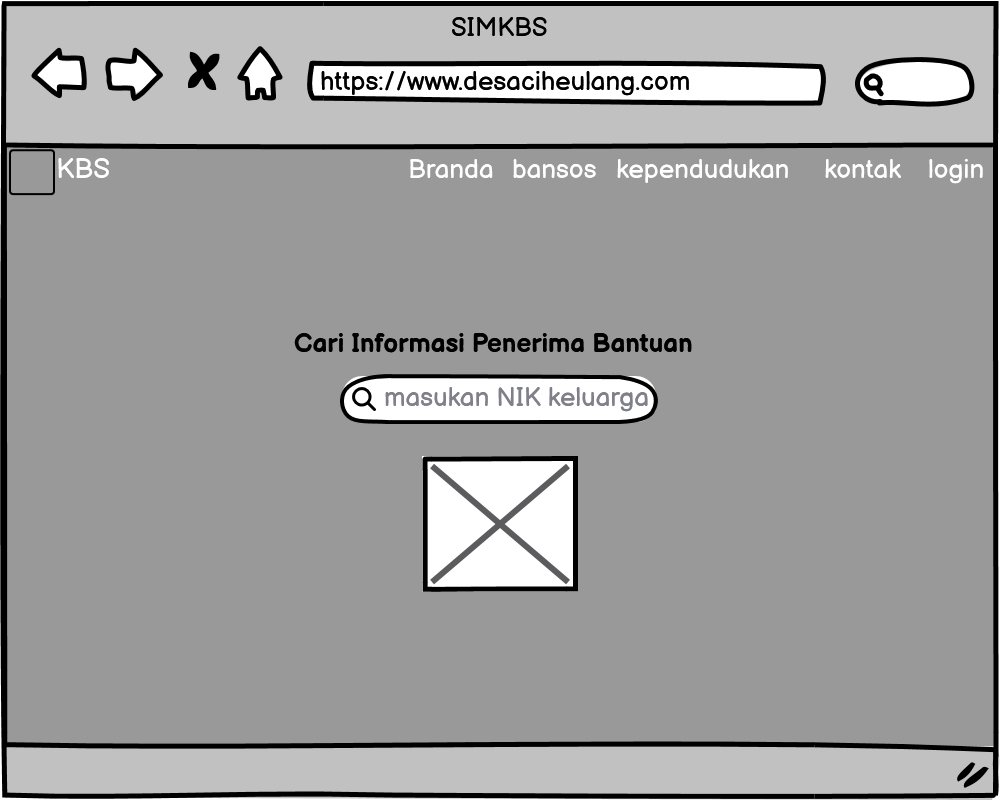 SIMKBS
https://www.desaciheulang.com
KBS Branda bansos kependudukan kontak login
Cari Informasi Penerima Bantuan
masukan NIK keluarga